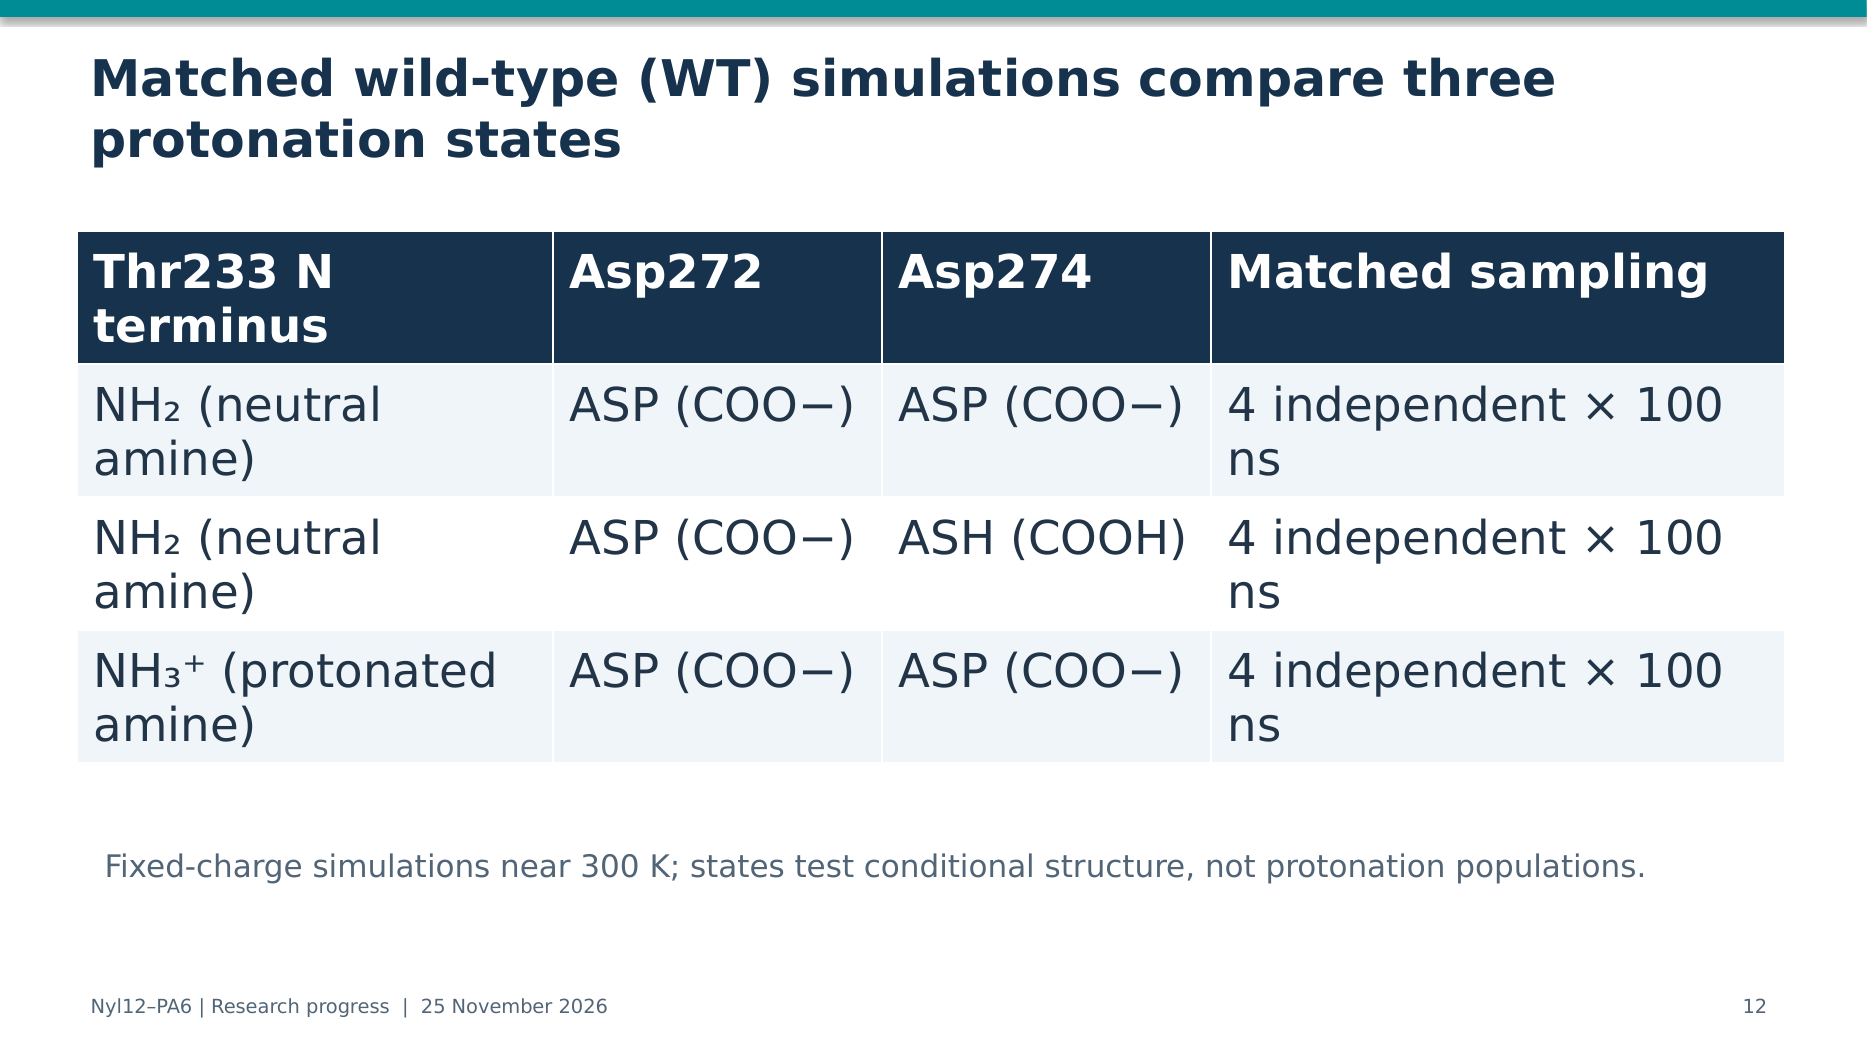 Matched wild-type (WT) simulations compare three
protonation states
Thr233 N
terminus
Asp272
Asp274
Matched sampling
NH₂ (neutral
amine)
ASP (COO−)
ASP (COO−)
4 independent × 100
ns
NH₂ (neutral
amine)
ASP (COO−)
ASH (COOH)
4 independent × 100
ns
NH₃⁺ (protonated
amine)
ASP (COO−)
ASP (COO−)
4 independent × 100
ns
Fixed-charge simulations near 300 K; states test conditional structure, not protonation populations.
Nyl12–PA6 | Research progress | 25 November 2026
12